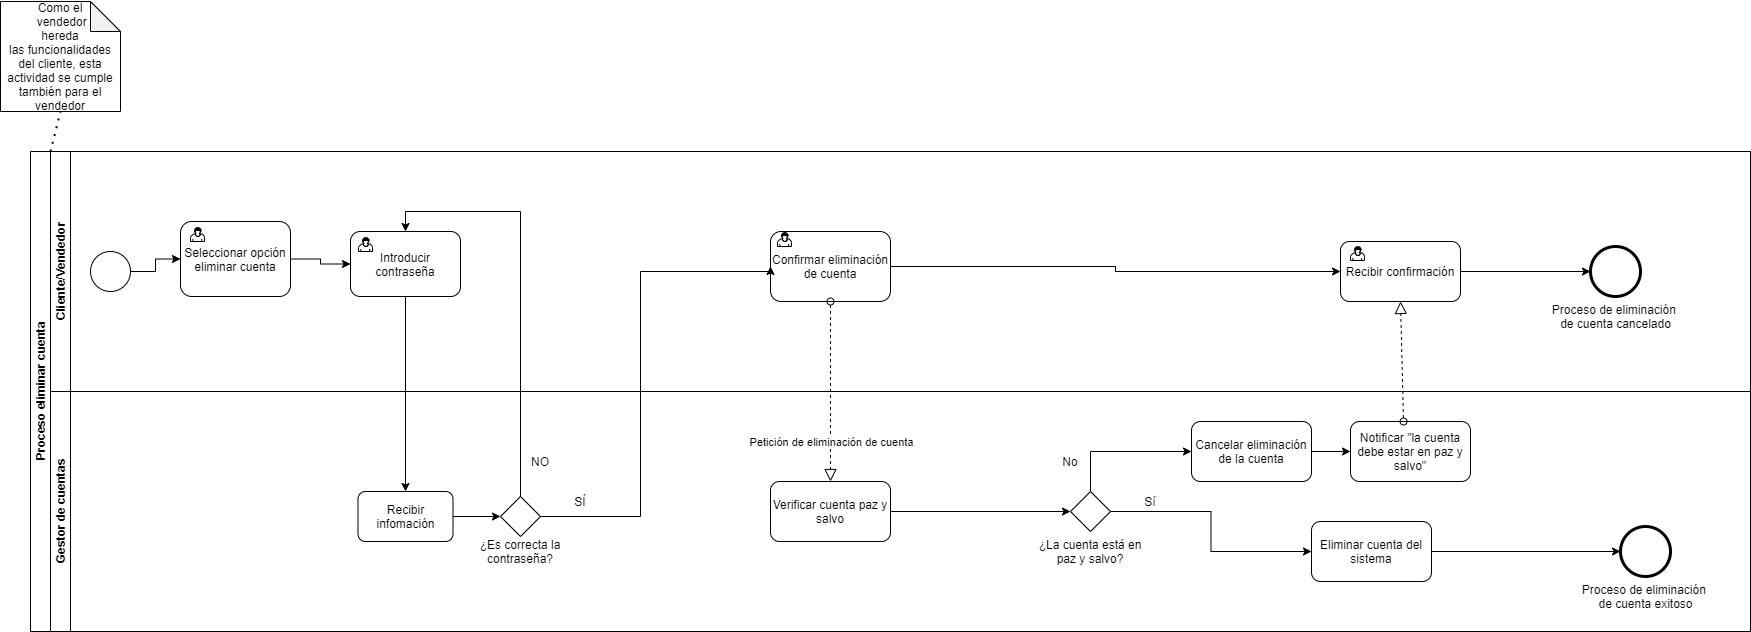 Como el
vendedor
hereda
las funcionalidades
del cliente, esta
actividad se cumple
también para el
vendedor
Proceso eliminar cuenta
Cliente/Vendedor
Seleccionar opción
eliminar cuenta
Introducir
contraseña
Confirmar eliminación
de cuenta
Recibir confirmación
Proceso de eliminación
de cuenta cancelado
Gestor de cuentas
Recibir
infomación
NO
SÍ
¿Es correcta la
contraseña?
Petición de eliminación de cuenta
Verificar cuenta paz y
salvo
No
Sí
¿La cuenta está en
paz y salvo?
Cancelar eliminación
de la cuenta
Notificar "la cuenta
debe estar en paz y
salvo"
Eliminar cuenta del
sistema
Proceso de eliminación
de cuenta exitoso